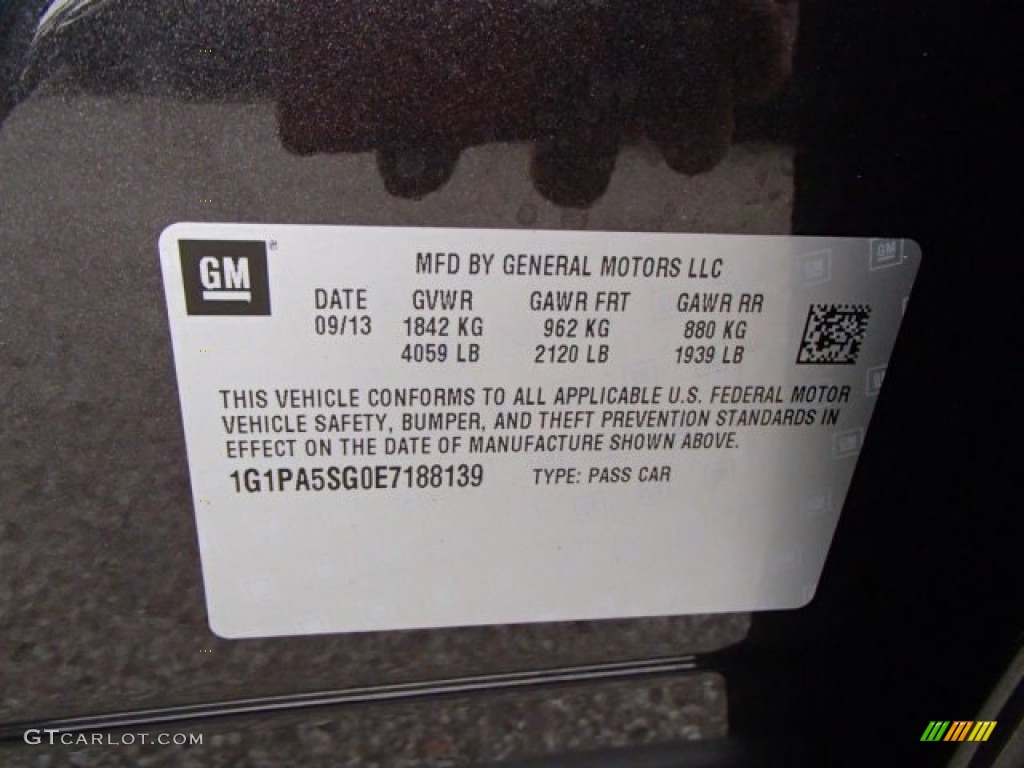 GM
MFD BY GENERAL MOTORS LLC
DATE GVWR GAWR FRT GAWR RR
09/13 1842 KG 962 KG 880 KG
4059 LB 2120 LB 1939 LB
THIS VEHICLE CONFORMS TO ALL APPLICABLE U.S. FEDERAL MOTOR
VEHICLE SAFETY, BUMPER, AND THEFT PREVENTION STANDARDS IN
EFFECT ON THE DATE OF MANUFACTURE SHOWN ABOVE.
1G1PA5SG0E7188139 TYPE: PASS CAR
GTCARLOT.COM